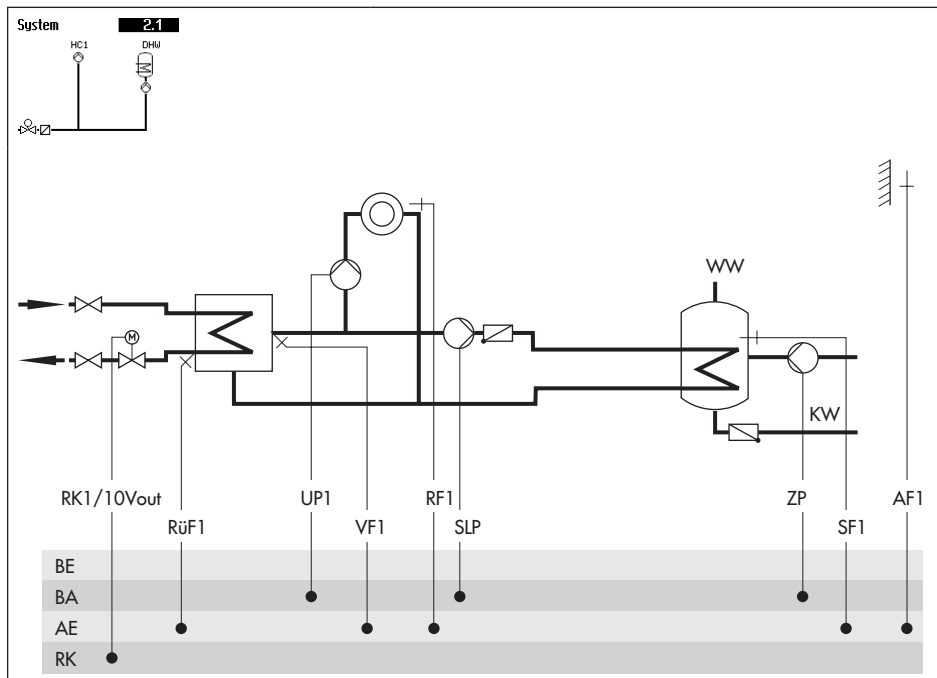 System 2.1
HC1 DHW
M
WW
KW
RK1/10Vout UP1 RF1 ZP AF1
RüF1 VF1 SLP SF1
BE
BA
AE
RK